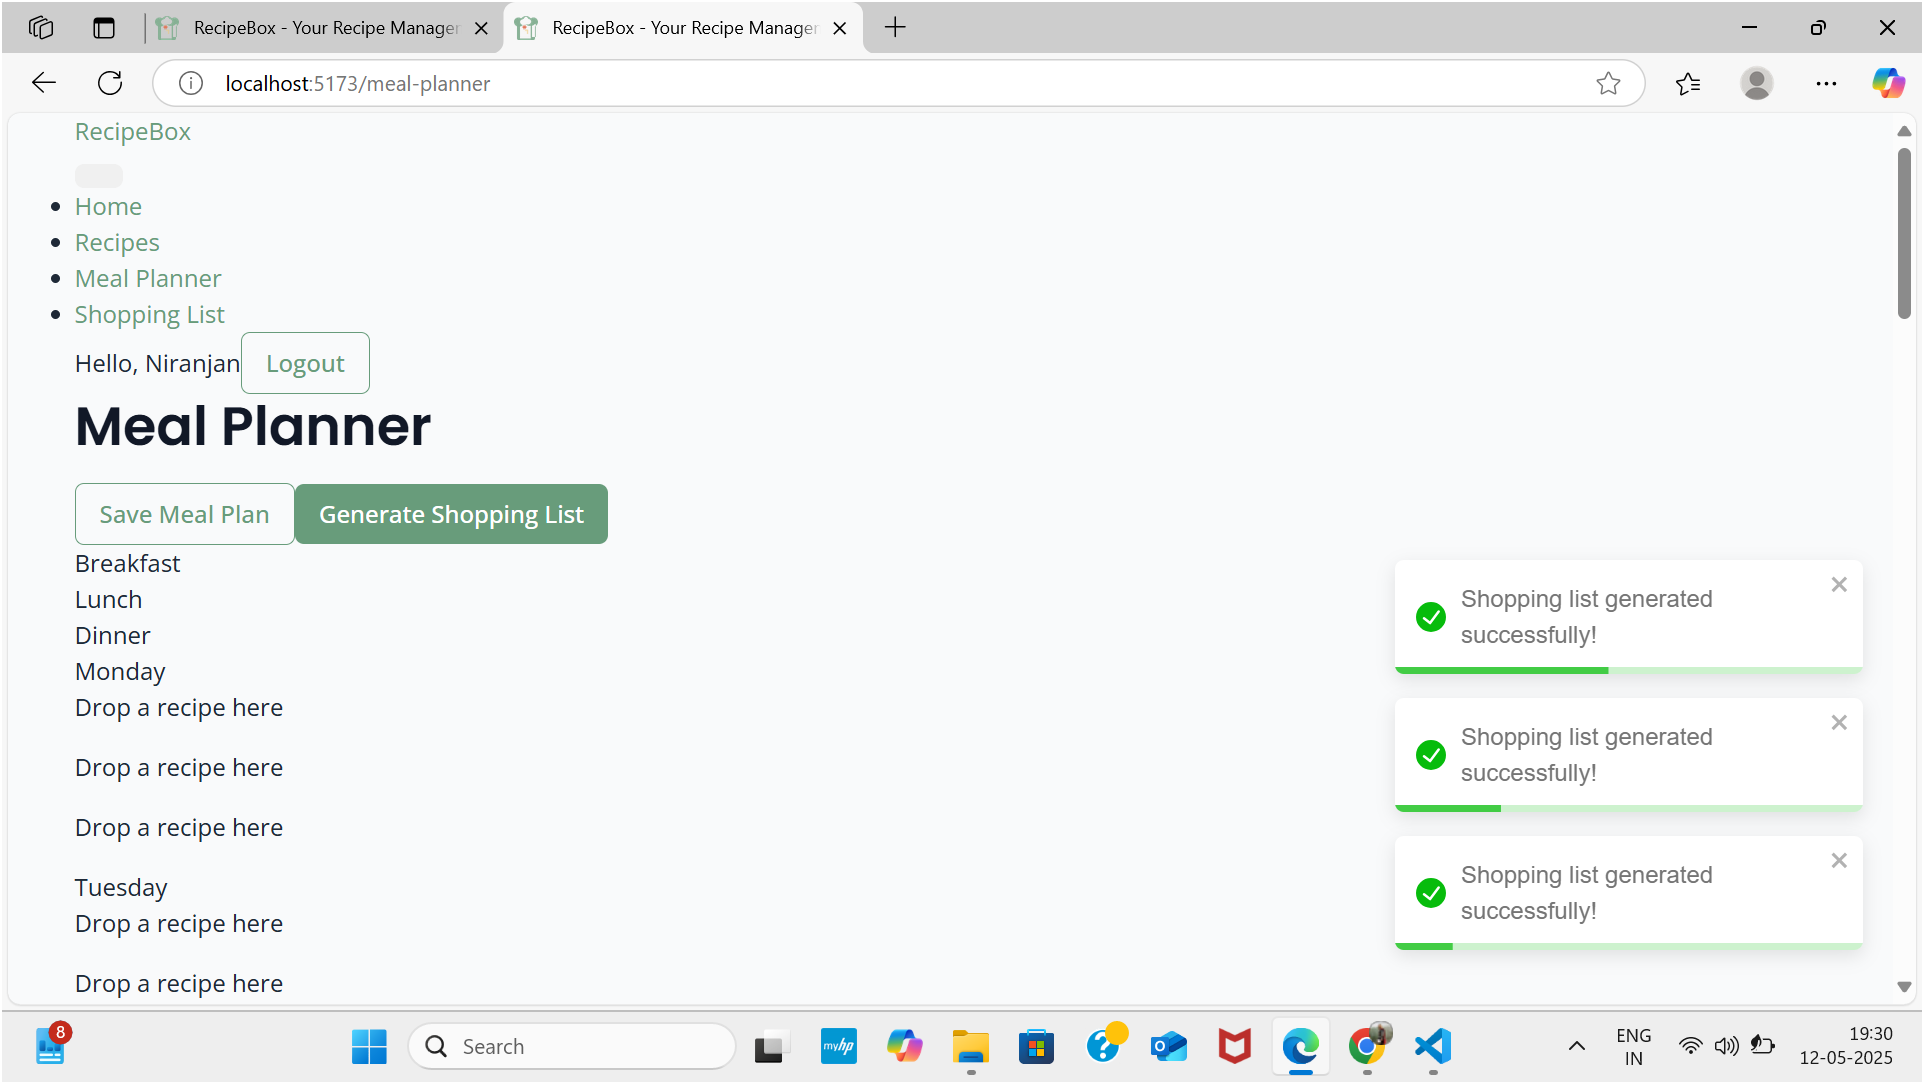 RecipeBox - Your Recipe Manager
RecipeBox - Your Recipe Manager
localhost:5173/meal-planner
RecipeBox
Home
Recipes
Meal Planner
Shopping List
Hello, Niranjan
Logout
Meal Planner
Save Meal Plan
Generate Shopping List
Breakfast
Lunch
Dinner
Monday
Drop a recipe here
Drop a recipe here
Drop a recipe here
Tuesday
Drop a recipe here
Drop a recipe here
Shopping list generated
successfully!
Shopping list generated
successfully!
Shopping list generated
successfully!
8
Search
myhp
ENG
IN
19:30
12-05-2025